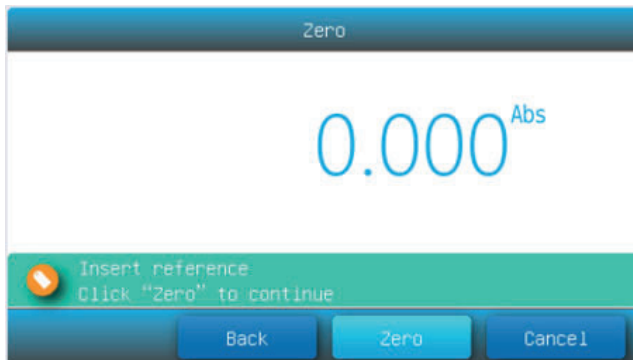 Zero
0.000 Abs
Insert reference
Click “Zero” to continue
Back Zero Cancel